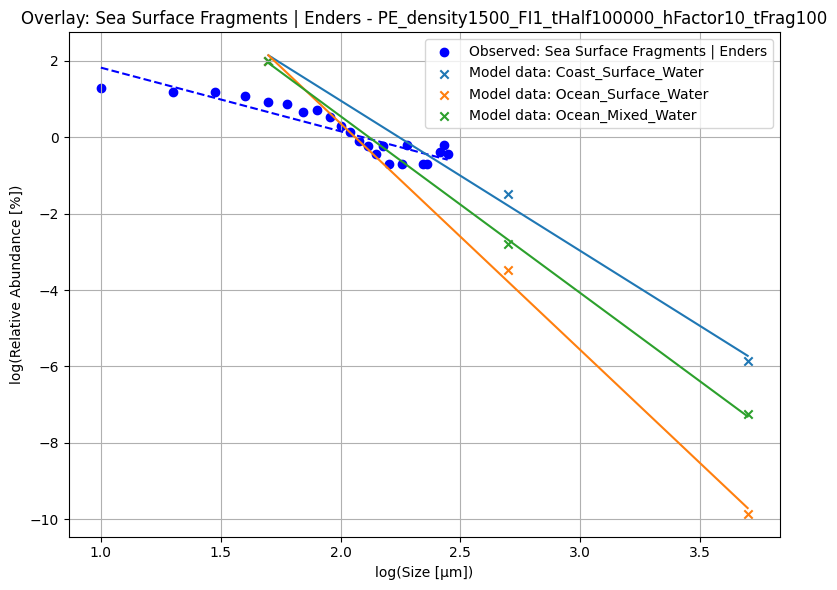 Overlay: Sea Surface Fragments | Enders - PE_density1500_FI1_tHalf100000_hFactor10_tFrag100
Observed: Sea Surface Fragments | Enders
Model data: Coast_Surface_Water
Model data: Ocean_Surface_Water
Model data: Ocean_Mixed_Water
log(Relative Abundance [%])
2
0
−2
−4
−6
−8
−10
1.0 1.5 2.0 2.5 3.0 3.5
log(Size [µm])